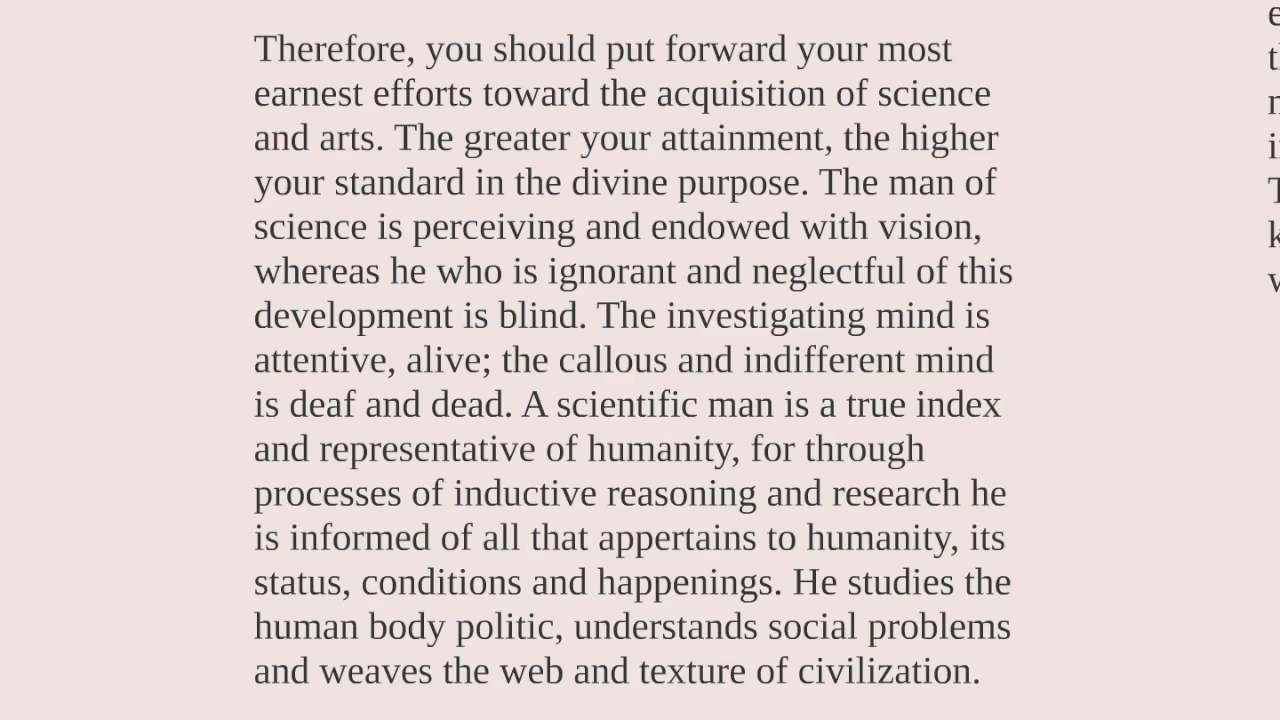 Therefore, you should put forward your most
earnest efforts toward the acquisition of science
and arts. The greater your attainment, the higher
your standard in the divine purpose. The man of
science is perceiving and endowed with vision,
whereas he who is ignorant and neglectful of this
development is blind. The investigating mind is
attentive, alive; the callous and indifferent mind
is deaf and dead. A scientific man is a true index
and representative of humanity, for through
processes of inductive reasoning and research he
is informed of all that appertains to humanity, its
status, conditions and happenings. He studies the
human body politic, understands social problems
and weaves the web and texture of civilization.